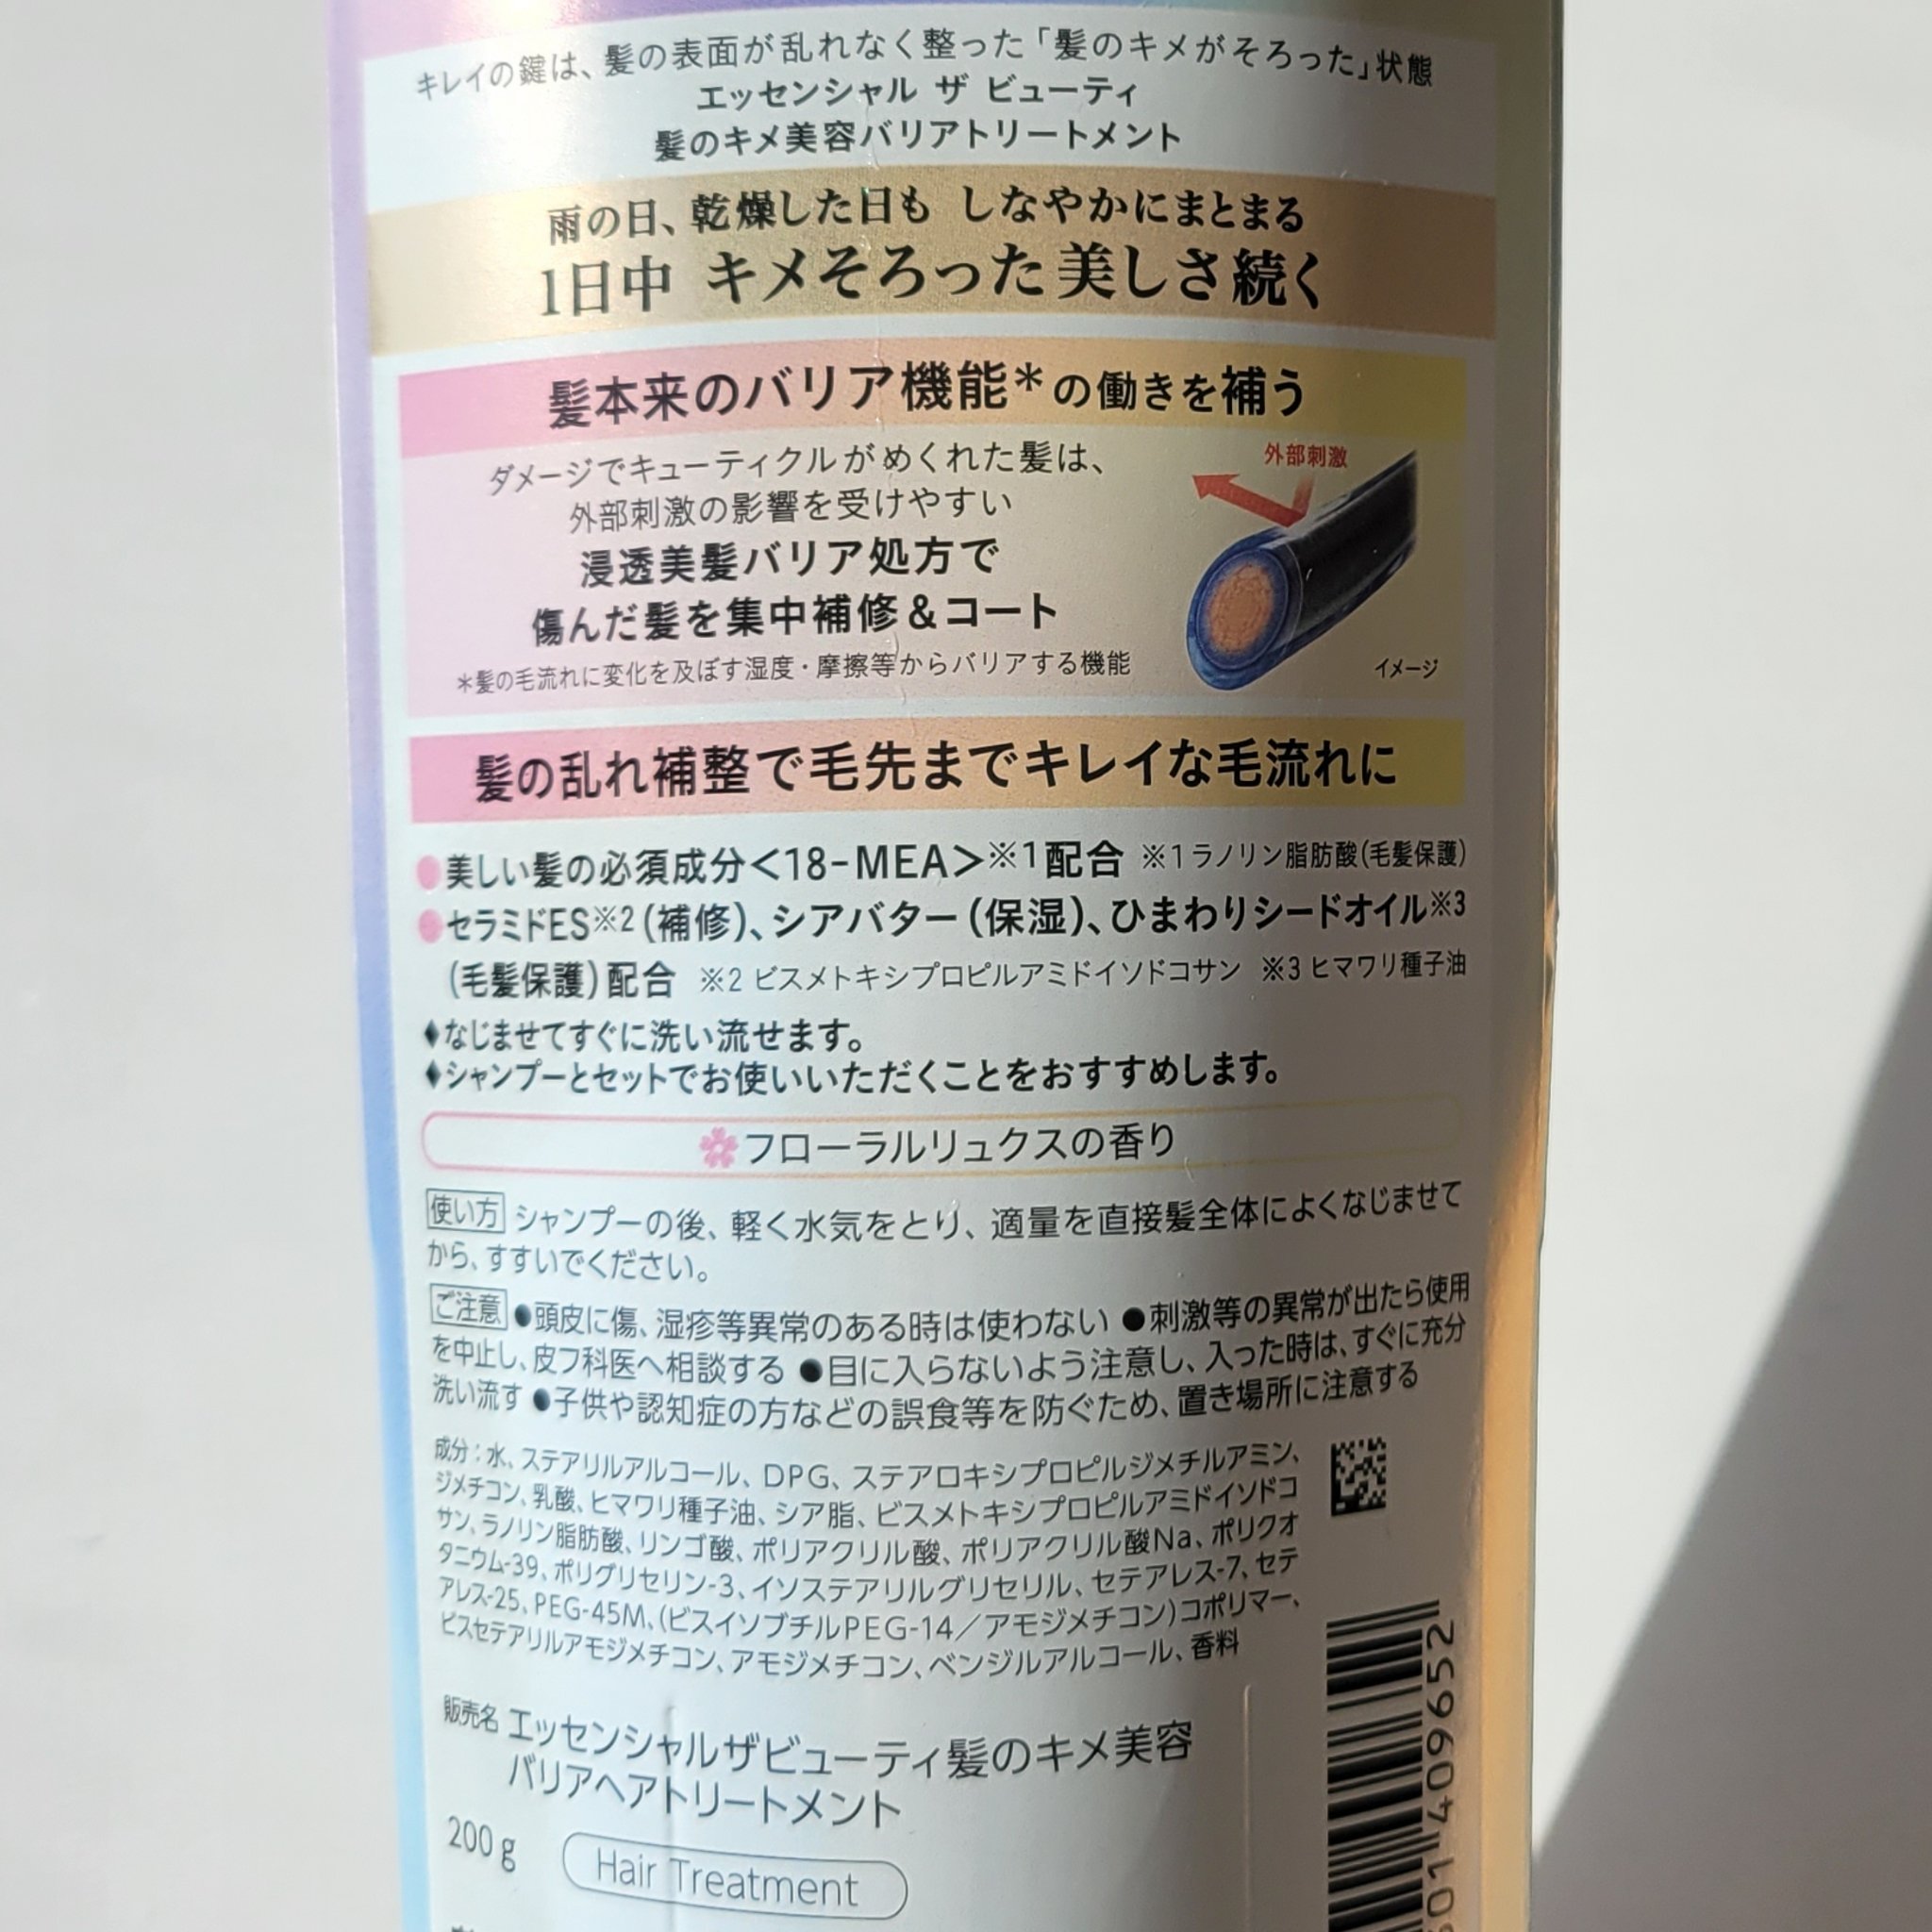 キレイの鍵は、髪の表面が乱れなく整った「髪のキメがそろった」状態
エッセンシャル ザ ビューティ
髪のキメ美容バリアトリートメント
雨の日、乾燥した日も しなやかにまとまる
1日中 キメそろった美しさ続く
髪本来のバリア機能*の働きを補う
ダメージでキューティクルがめくれた髪は、
外部刺激の影響を受けやすい
浸透美髪バリア処方で
傷んだ髪を集中補修&コート
*髪の毛流れに変化を及ぼす湿度・摩擦等からバリアする機能
外部刺激
イメージ
髪の乱れ補整で毛先までキレイな毛流れに
●美しい髪の必須成分<18-MEA>※1配合 ※1ラノリン脂肪酸(毛髪保護)
●セラミドES※2(補修)、シアバター(保湿)、ひまわりシードオイル※3
(毛髪保護)配合 ※2 ビスメトキシプロピルアミドイソドコサン ※3 ヒマワリ種子油
♦なじませてすぐに洗い流せます。
♦シャンプーとセットでお使いいただくことをおすすめします。
フローラルリュクスの香り
使い方 シャンプーの後、軽く水気をとり、適量を直接髪全体によくなじませて
から、すすいでください。
ご注意 ●頭皮に傷、湿疹等異常のある時は使わない ●刺激等の異常が出たら使用
を中止し、皮フ科医へ相談する ●目に入らないよう注意し、入った時は、すぐに充分
洗い流す ●子供や認知症の方などの誤食等を防ぐため、置き場所に注意する
成分:水、ステアリルアルコール、DPG、ステアロキシプロピルジメチルアミン、
ジメチコン、乳酸、ヒマワリ種子油、シア脂、ビスメトキシプロピルアミドイソドコ
サン、ラノリン脂肪酸、リンゴ酸、ポリアクリル酸、ポリアクリル酸Na、ポリクオ
タニウム-39、ポリグリセリン-3、イソステアリルグリセリル、セテアレス-7、セテ
アレス-25、PEG-45M、(ビスイソブチルPEG-14/アモジメチコン)コポリマー、
ビスセテアリルアモジメチコン、アモジメチコン、ベンジルアルコール、香料
販売名 エッセンシャルザビューティ髪のキメ美容
バリアヘアトリートメント
200 g
Hair Treatment
301 409652